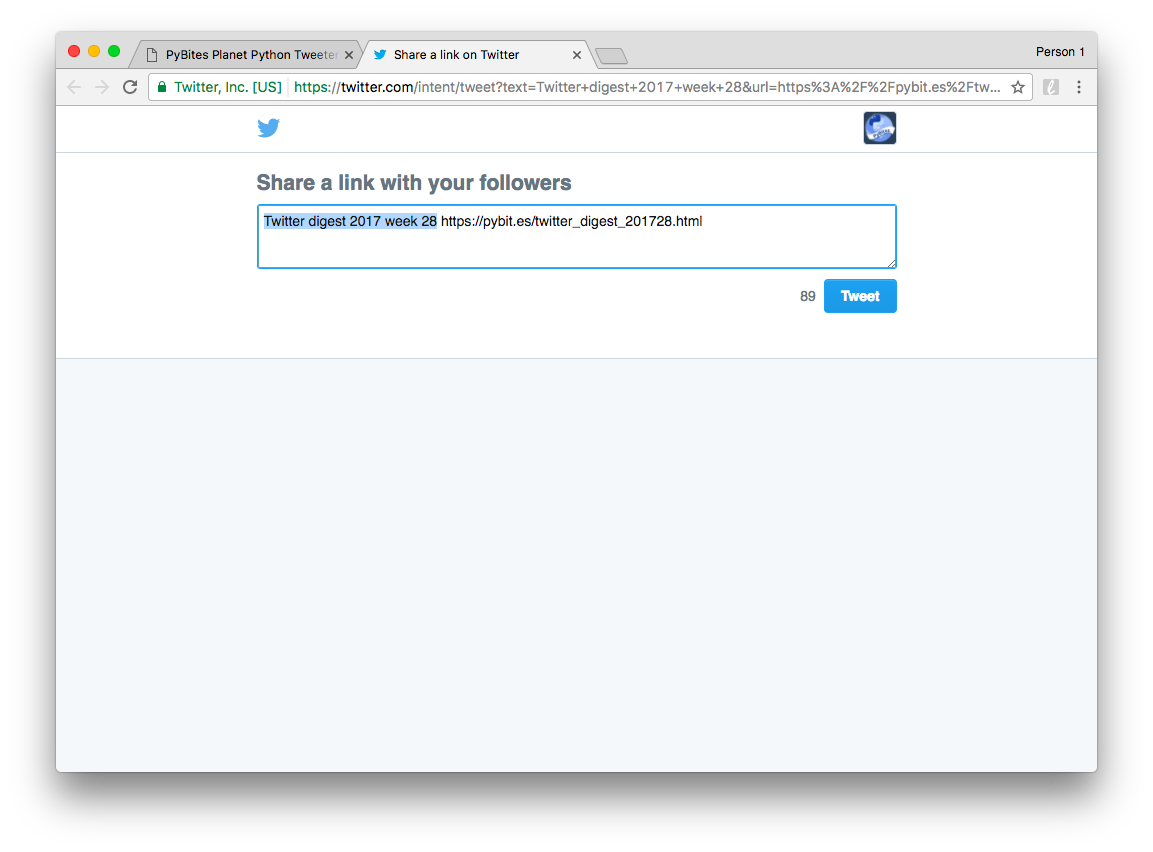 PyBites Planet Python Tweeter
Share a link on Twitter
Person 1
Twitter, Inc. [US]
https://twitter.com/intent/tweet?text=Twitter+digest+2017+week+28&url=https%3A%2F%2Fpybit.es%2Ftw...
Share a link with your followers
Twitter digest 2017 week 28 https://pybit.es/twitter_digest_201728.html
89
Tweet